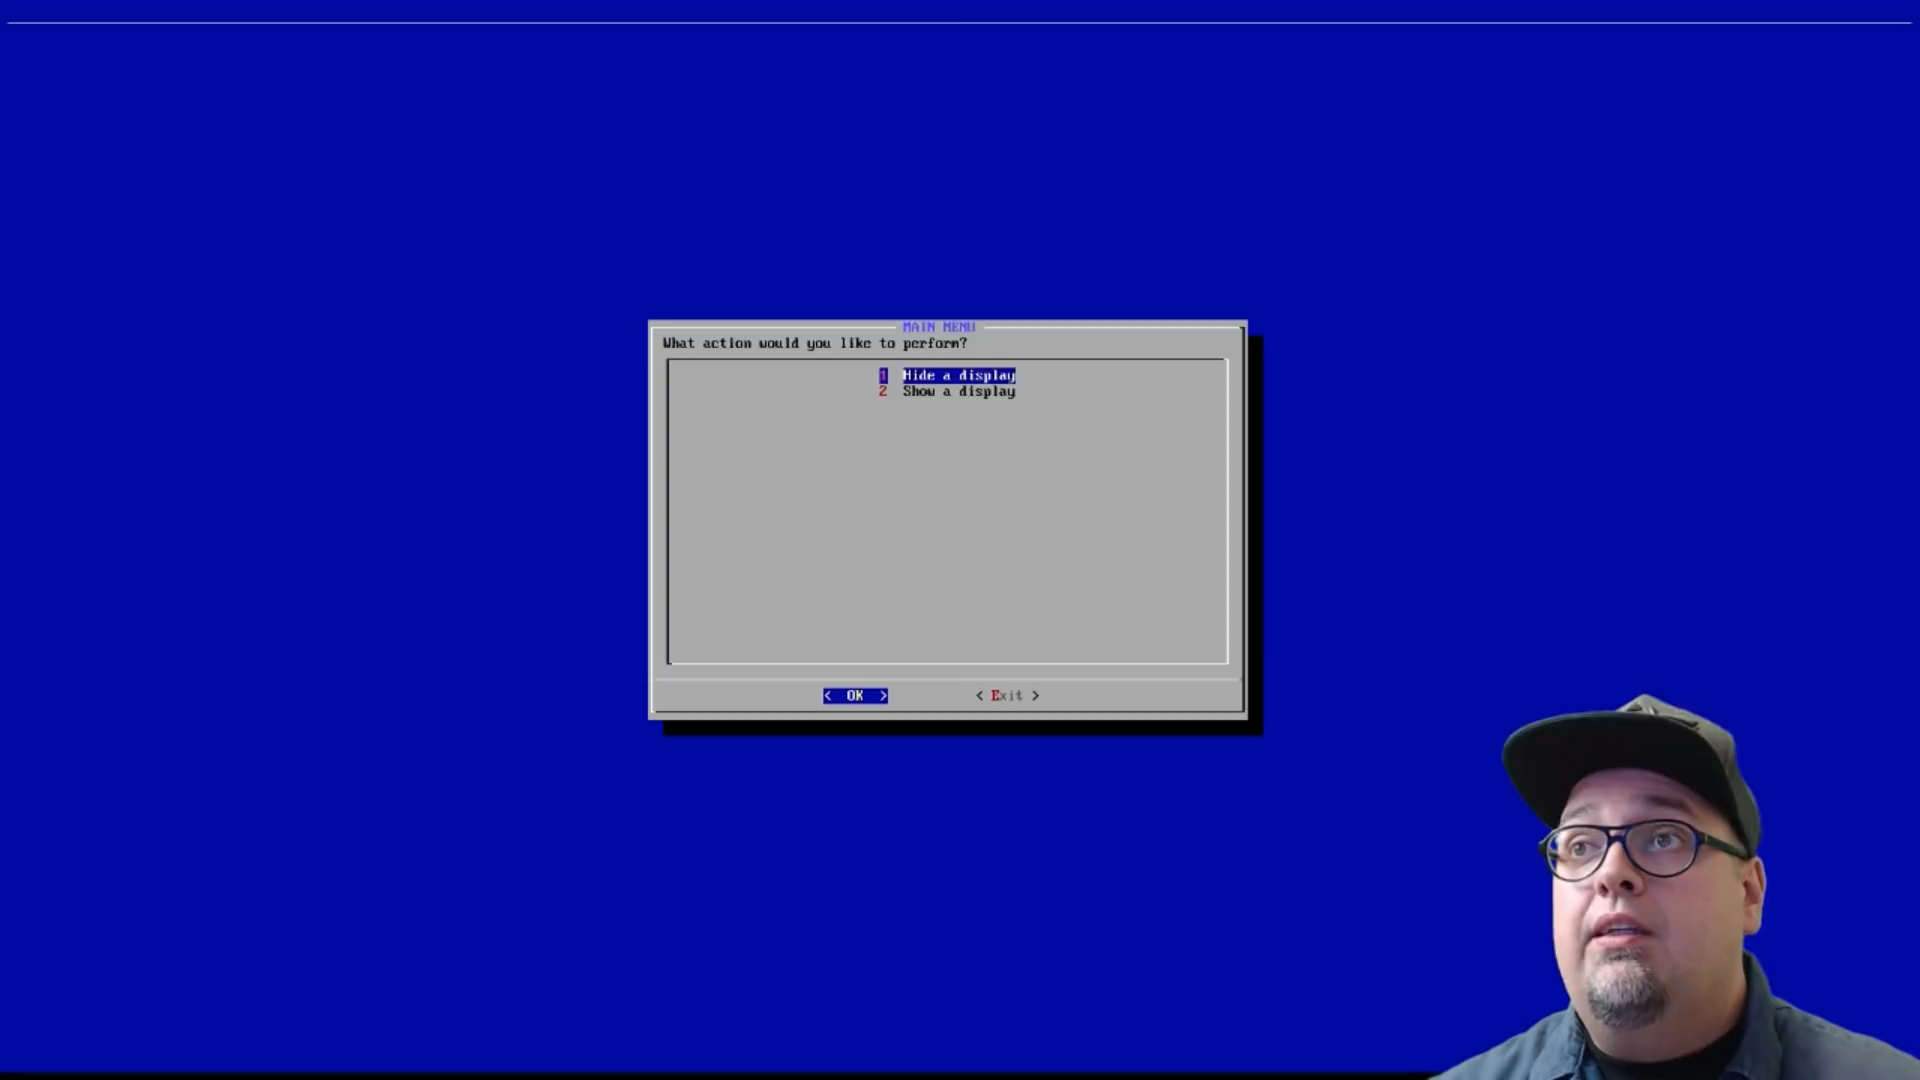 MAIN MENU
What action would you like to perform?
1 Hide a display
2 Show a display
< OK > < Exit >